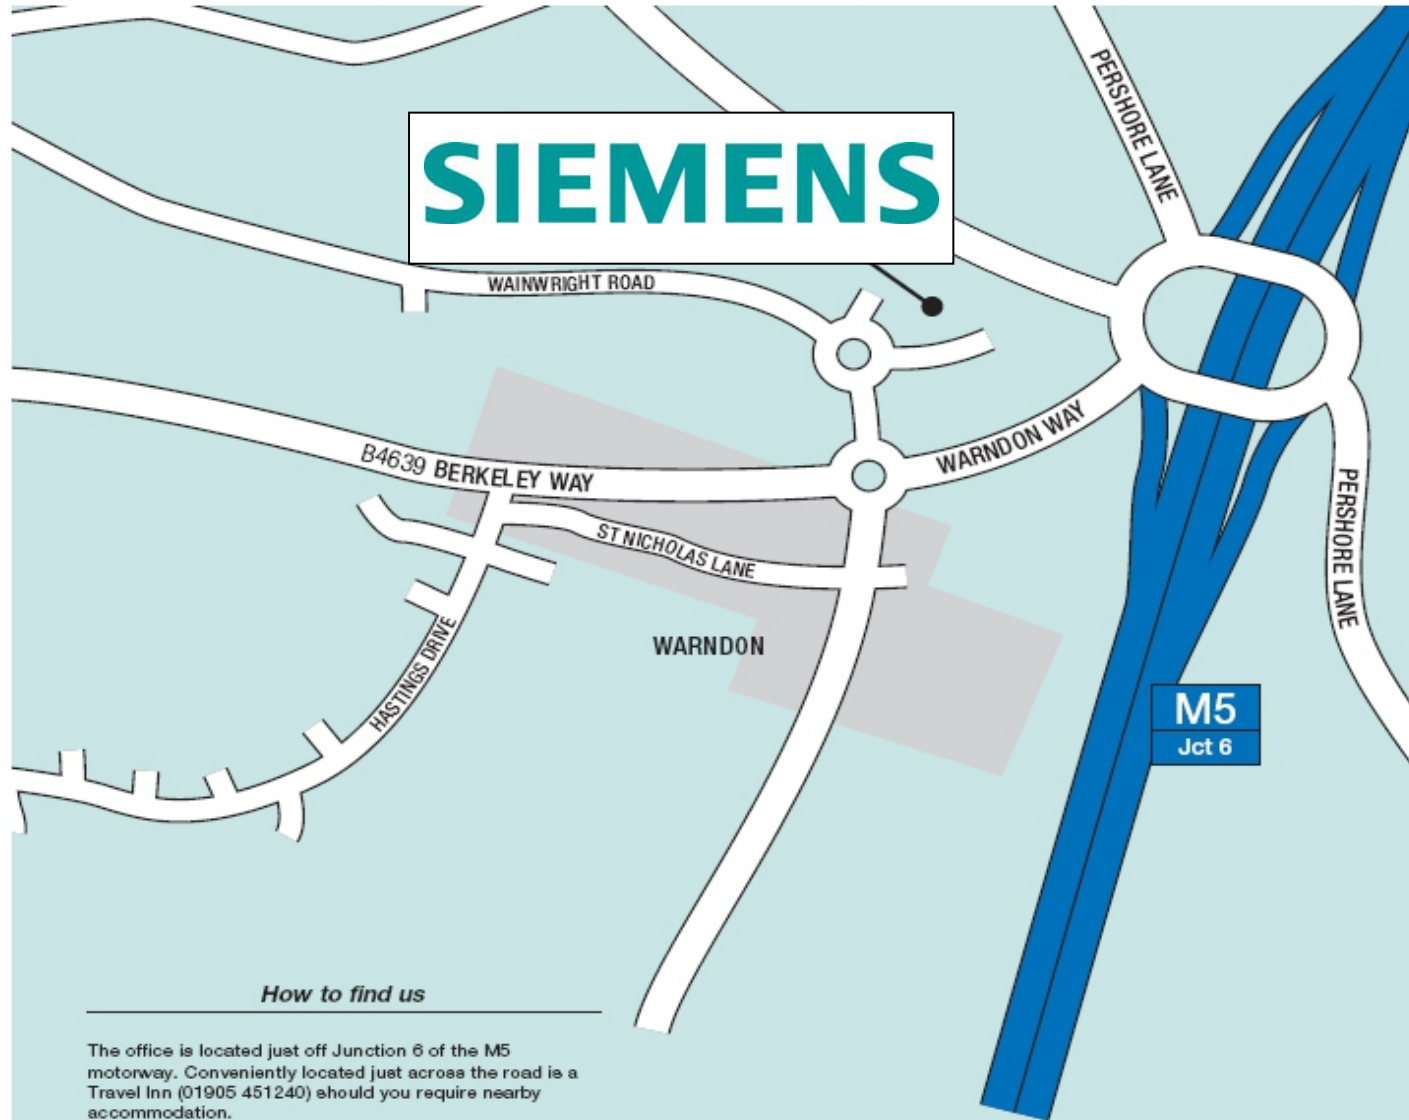 PERSHORE LANE
SIEMENS
WAINWRIGHT ROAD
WARNDON WAY
B4639 BERKELEY WAY
ST NICHOLAS LANE
PERSHORE LANE
HASTINGS DRIVE
WARNDON
M5
Jct 6
How to find us
The office is located just off Junction 6 of the M5
motorway. Conveniently located just across the road is a
Travel Inn (01905 451240) should you require nearby
accommodation.